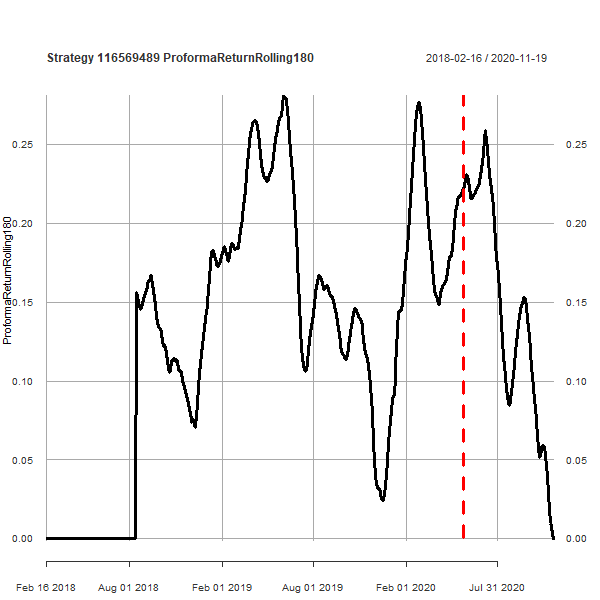 Strategy 116569489 ProformaReturnRolling180
2018-02-16 / 2020-11-19
ProformaReturnRolling180
0.25 0.25
0.20 0.20
0.15 0.15
0.10 0.10
0.05 0.05
0.00 0.00
Feb 16 2018 Aug 01 2018 Feb 01 2019 Aug 01 2019 Feb 01 2020 Jul 31 2020